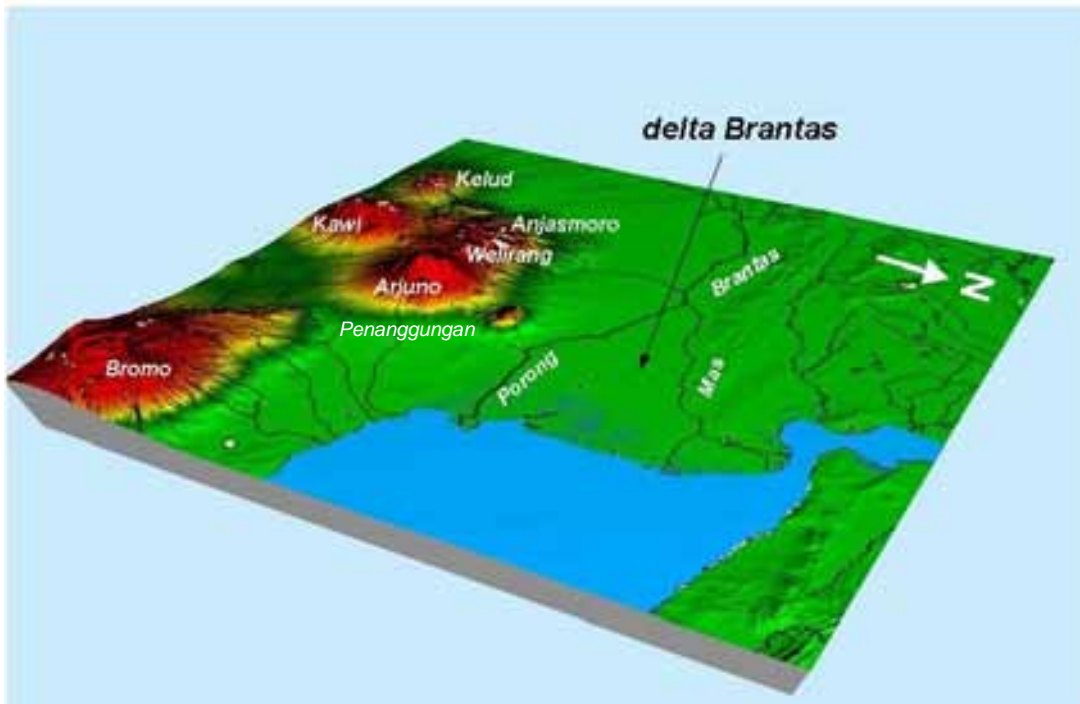 delta Brantas
Kelud
Kawi
Anjasmoro
Welirang
Arjuno
Brantas
N
Penanggungan
Bromo
Porong
Mas